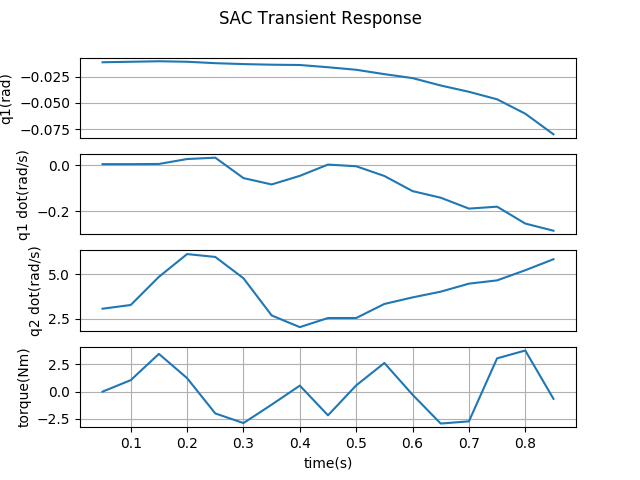 SAC Transient Response
q1(rad)
−0.025
−0.050
−0.075
q1 dot(rad/s)
0.0
−0.2
q2 dot(rad/s)
5.0
2.5
torque(Nm)
2.5
0.0
−2.5
0.1 0.2 0.3 0.4 0.5 0.6 0.7 0.8
time(s)